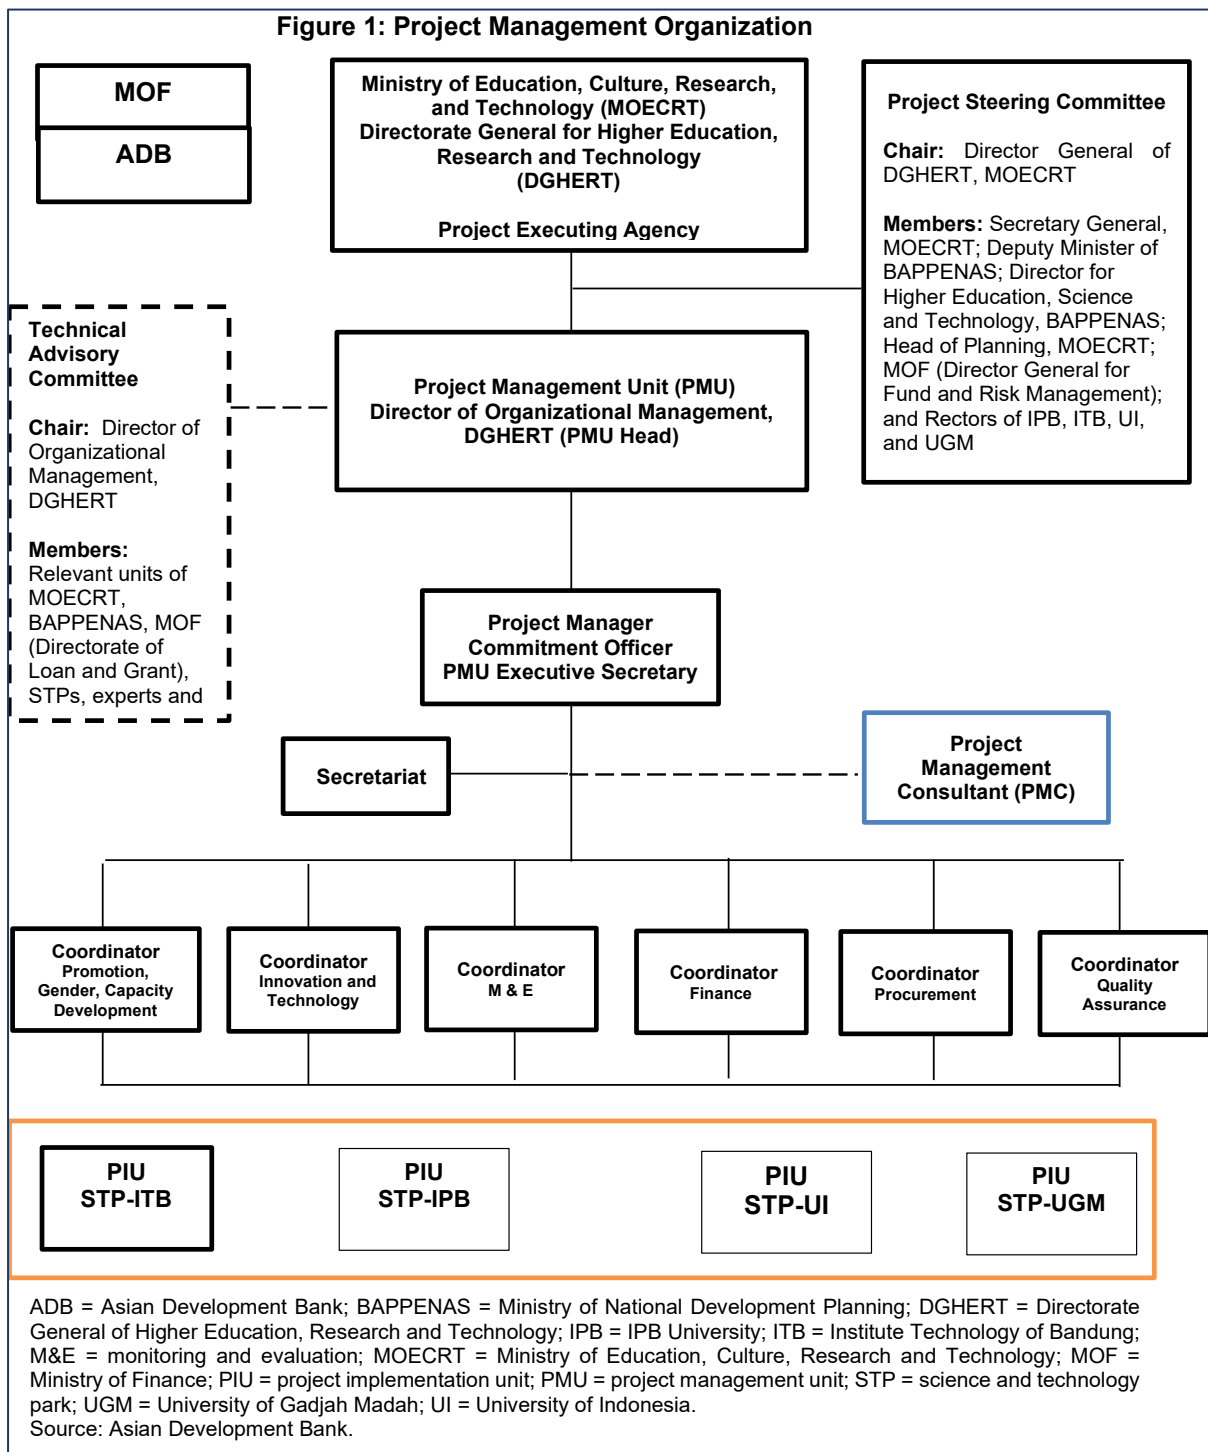 Figure 1: Project Management Organization
MOF
ADB
Ministry of Education, Culture, Research,
and Technology (MOECRT)
Directorate General for Higher Education,
Research and Technology
(DGHERT)
Project Executing Agency
Project Steering Committee
Chair: Director General of
DGHERT, MOECRT
Members: Secretary General,
MOECRT; Deputy Minister of
BAPPENAS; Director for
Higher Education, Science
and Technology, BAPPENAS;
Head of Planning, MOECRT;
MOF (Director General for
Fund and Risk Management);
and Rectors of IPB, ITB, UI,
and UGM
Technical
Advisory
Committee
Chair: Director of
Organizational
Management,
DGHERT
Members:
Relevant units of
MOECRT,
BAPPENAS, MOF
(Directorate of
Loan and Grant),
STPs, experts and
Project Management Unit (PMU)
Director of Organizational Management,
DGHERT (PMU Head)
Project Manager
Commitment Officer
PMU Executive Secretary
Secretariat
Project
Management
Consultant (PMC)
Coordinator
Promotion,
Gender, Capacity
Development
Coordinator
Innovation and
Technology
Coordinator
M & E
Coordinator
Finance
Coordinator
Procurement
Coordinator
Quality
Assurance
PIU
STP-ITB
PIU
STP-IPB
PIU
STP-UI
PIU
STP-UGM
ADB = Asian Development Bank; BAPPENAS = Ministry of National Development Planning; DGHERT = Directorate
General of Higher Education, Research and Technology; IPB = IPB University; ITB = Institute Technology of Bandung;
M&E = monitoring and evaluation; MOECRT = Ministry of Education, Culture, Research and Technology; MOF =
Ministry of Finance; PIU = project implementation unit; PMU = project management unit; STP = science and technology
park; UGM = University of Gadjah Madah; UI = University of Indonesia.
Source: Asian Development Bank.